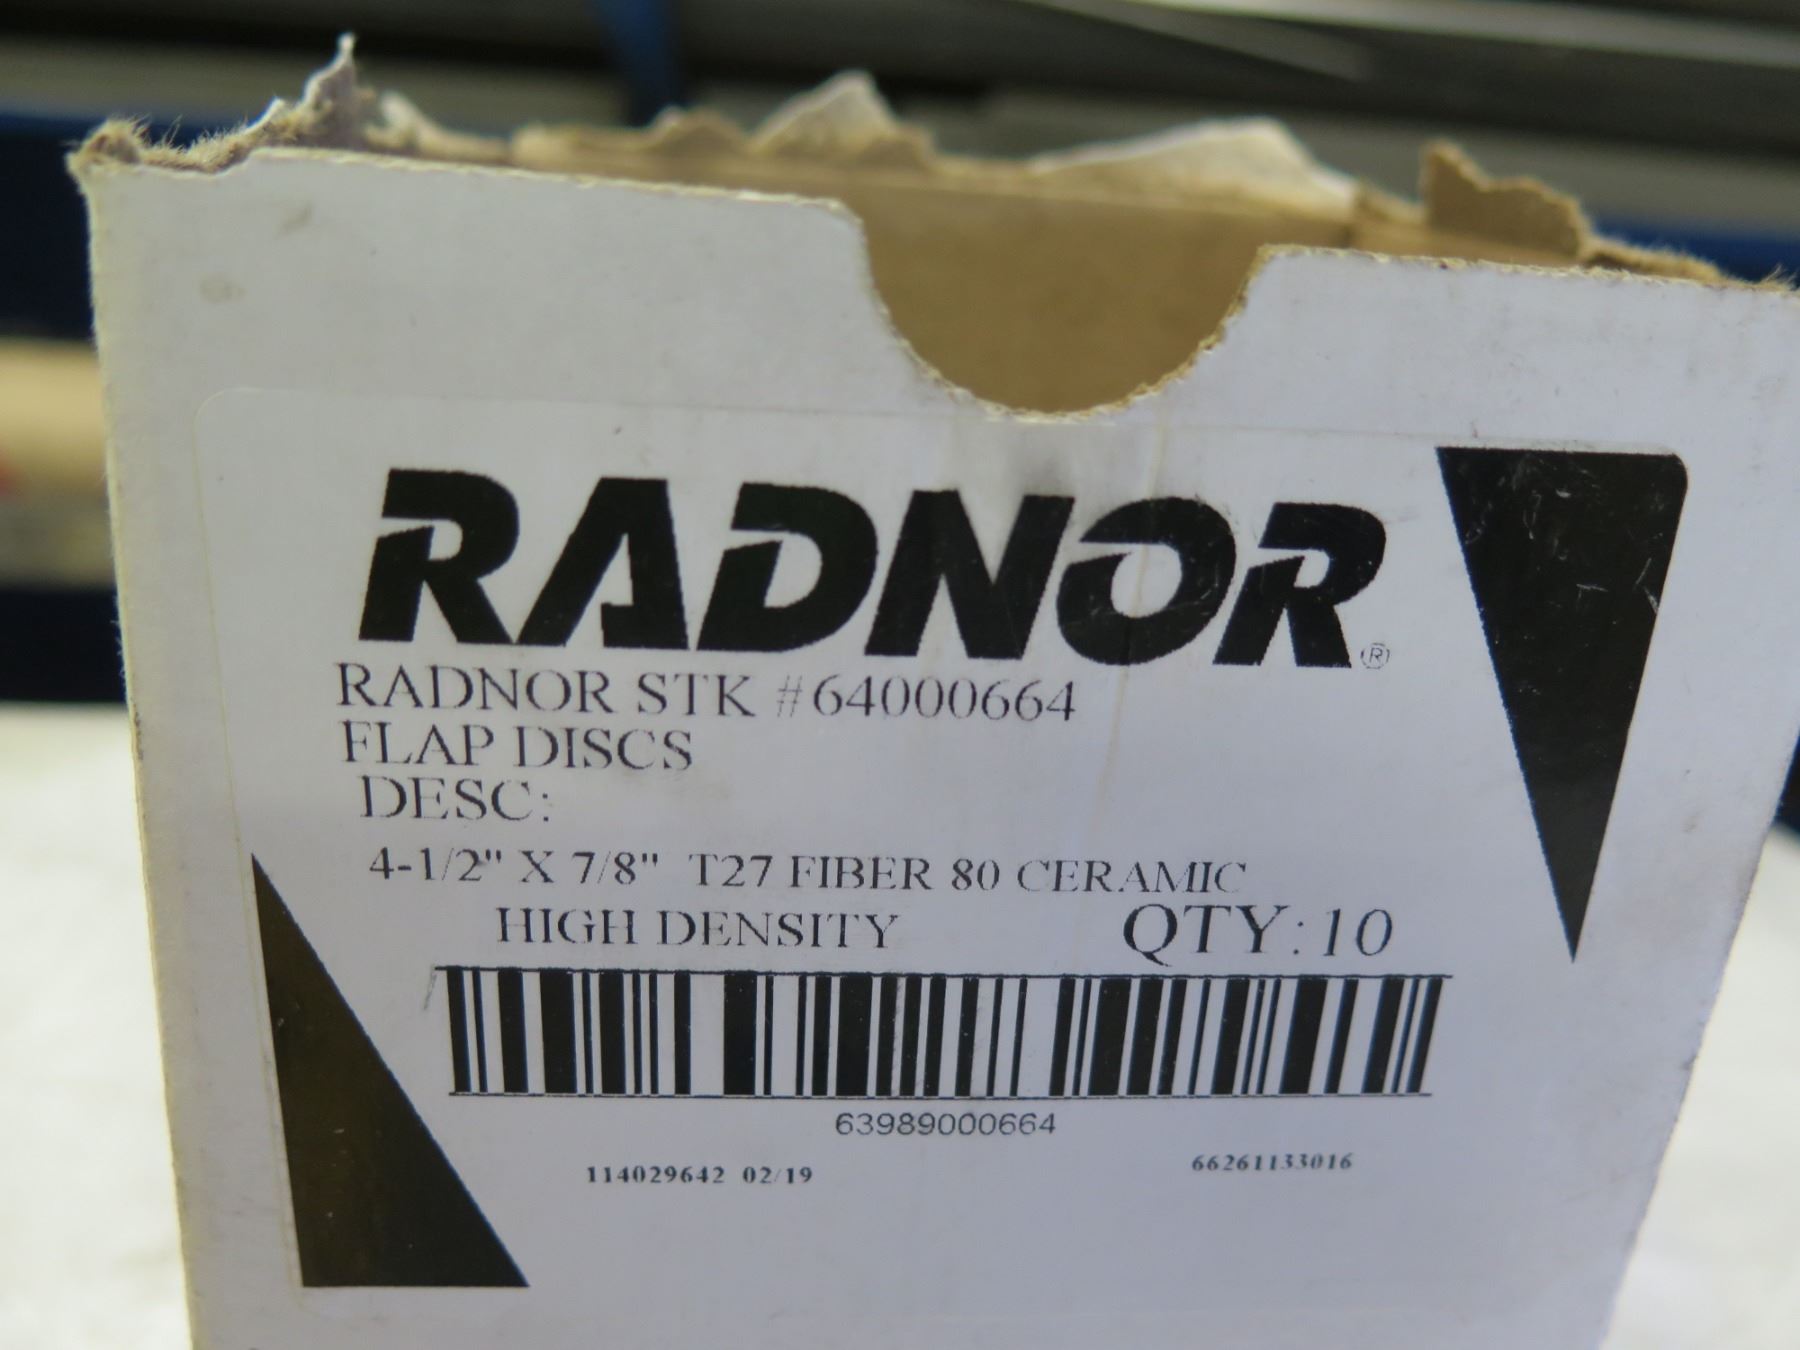 RADNOR®
RADNOR STK #64000664
FLAP DISCS
DESC:
4-1/2" X 7/8" T27 FIBER 80 CERAMIC
HIGH DENSITY QTY: 10
63989000664
114029642 02/19 66261133016